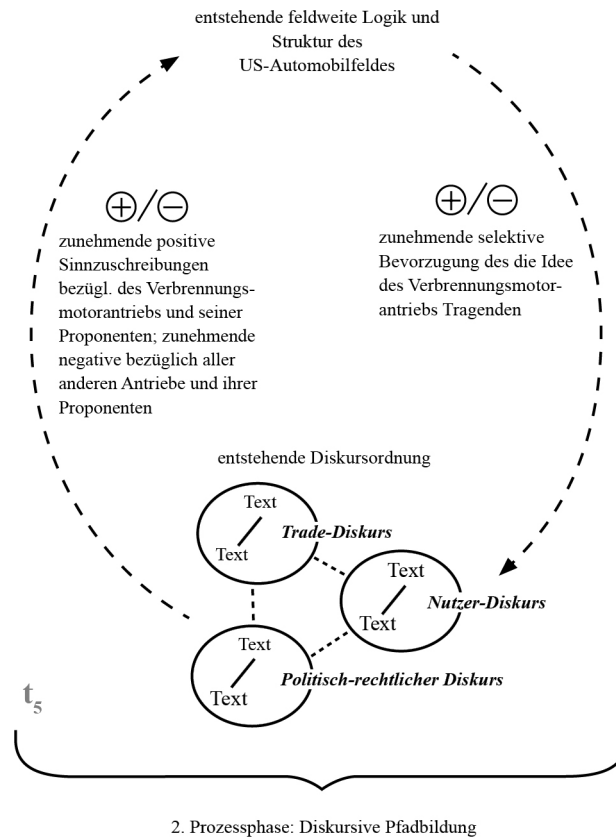 entstehende feldweite Logik und
Struktur des
US-Automobilfeldes
+/−
zunehmende positive
Sinnzuschreibungen
bezügl. des Verbrennungs-
motorantriebs und seiner
Proponenten; zunehmende
negative bezüglich aller
anderen Antriebe und ihrer
Proponenten
+/−
zunehmende selektive
Bevorzugung des die Idee
des Verbrennungsmotor-
antriebs Tragenden
entstehende Diskursordnung
Text
Text
Trade-Diskurs
Text
Text
Nutzer-Diskurs
Text
Text
Politisch-rechtlicher Diskurs
t5
2. Prozessphase: Diskursive Pfadbildung